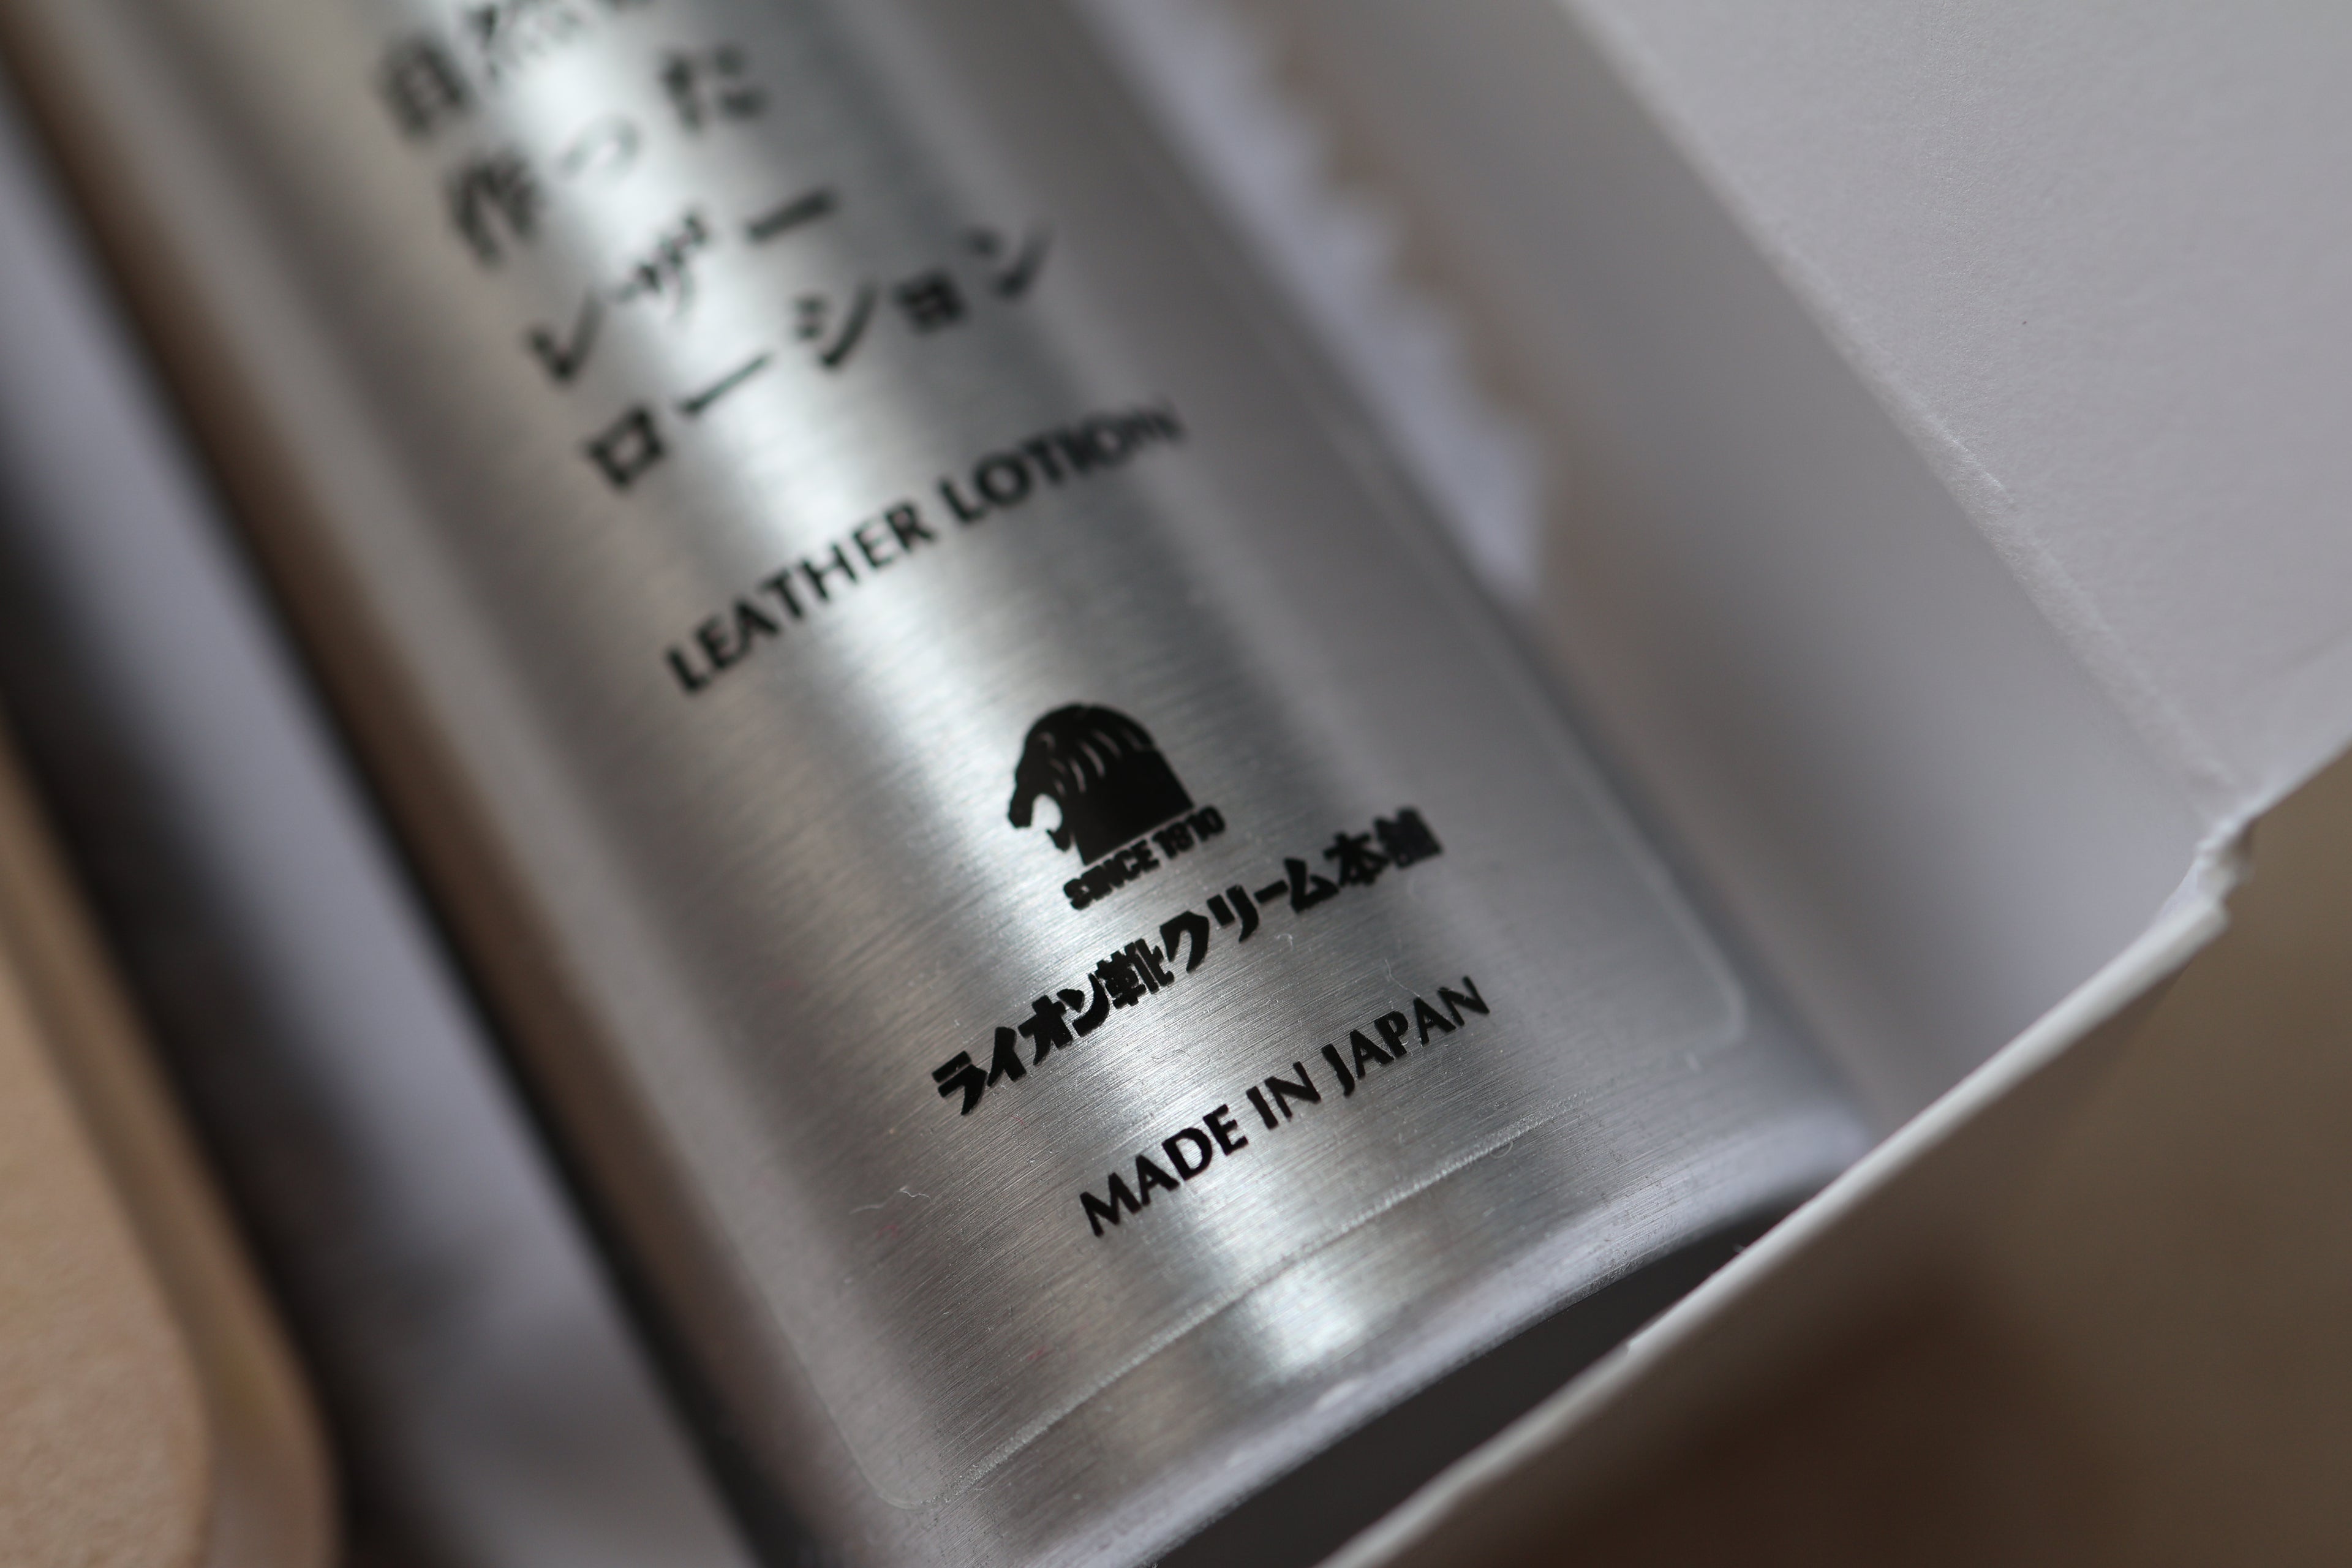 作った
レザー
ローション
LEATHER LOTION
SINCE 1910
ライオン靴クリーム本舗
MADE IN JAPAN